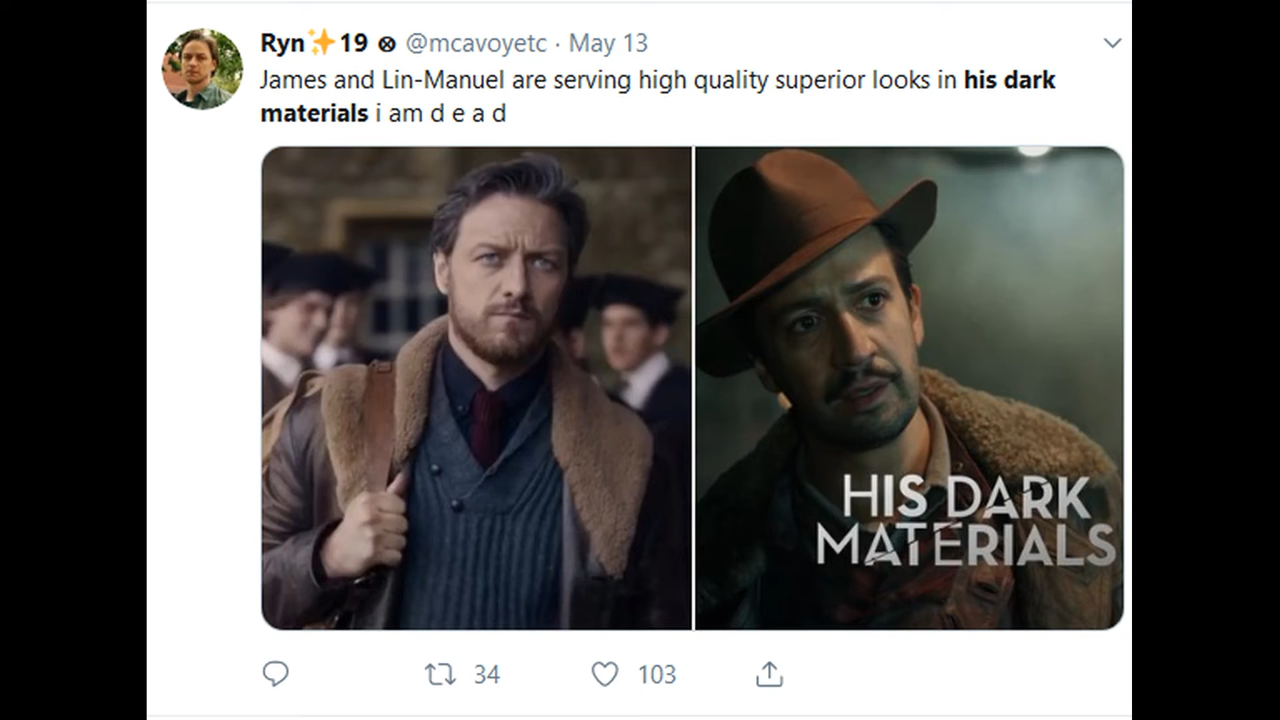 Ryn✨19 ⊗ @mcavoyetc · May 13
James and Lin-Manuel are serving high quality superior looks in his dark
materials i am d e a d
HIS DARK
MATERIALS
34 103